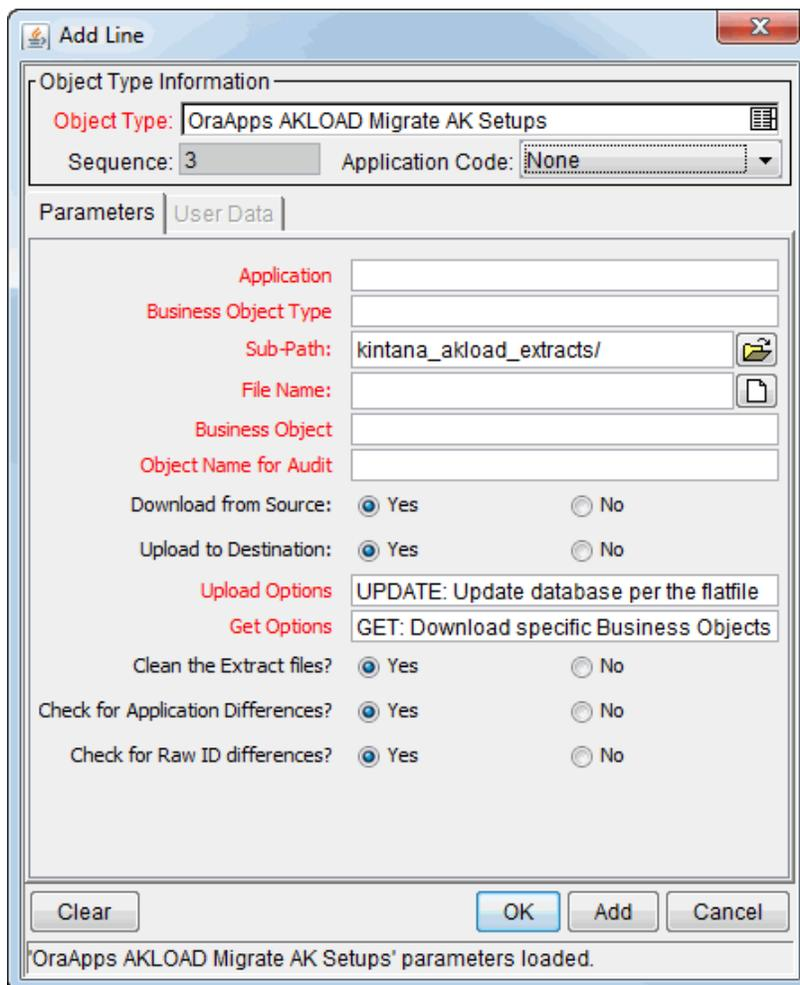 Add Line
Object Type Information
Object Type: OraApps AKLOAD Migrate AK Setups
Sequence: 3 Application Code: None
Parameters User Data
Application
Business Object Type
Sub-Path: kintana_akload_extracts/
File Name:
Business Object
Object Name for Audit
Download from Source: Yes No
Upload to Destination: Yes No
Upload Options UPDATE: Update database per the flatfile
Get Options GET: Download specific Business Objects
Clean the Extract files? Yes No
Check for Application Differences? Yes No
Check for Raw ID differences? Yes No
Clear OK Add Cancel
'OraApps AKLOAD Migrate AK Setups' parameters loaded.